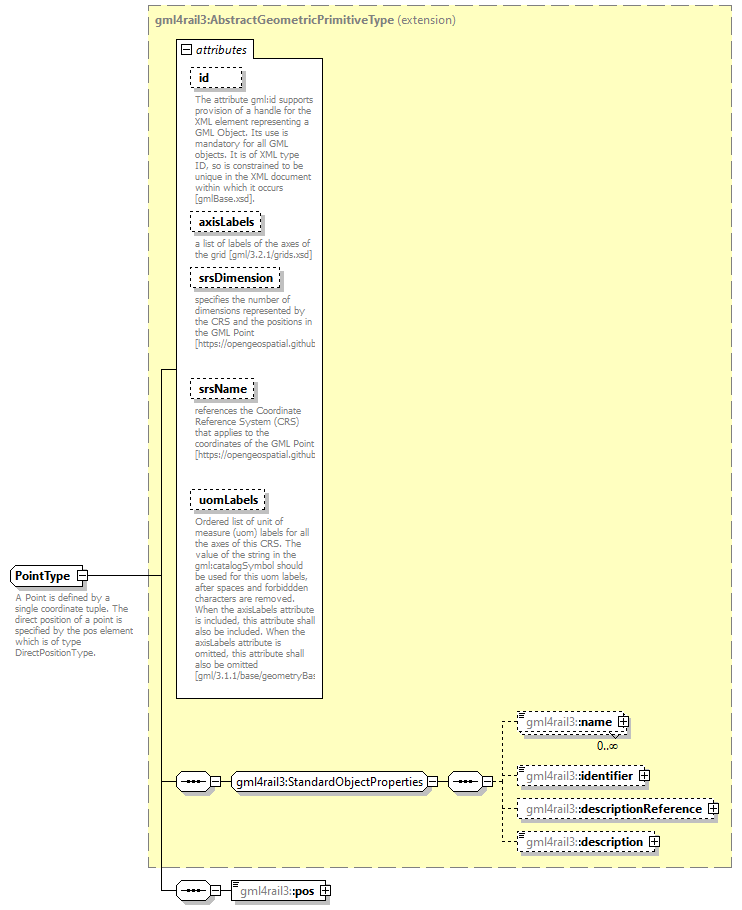 gml4rail3:AbstractGeometricPrimitiveType (extension)
attributes
id
The attribute gml:id supports
provision of a handle for the
XML element representing a
GML Object. Its use is
mandatory for all GML
objects. It is of XML type
ID, so is constrained to be
unique in the XML document
within which it occurs
[gmlBase.xsd].
axisLabels
a list of labels of the axes of
the grid [gml/3.2.1/grids.xsd]
srsDimension
specifies the number of
dimensions represented by
the CRS and the positions in
the GML Point
[https://opengeospatial.github
srsName
references the Coordinate
Reference System (CRS)
that applies to the
coordinates of the GML Point
[https://opengeospatial.github
uomLabels
Ordered list of unit of
measure (uom) labels for all
the axes of this CRS. The
value of the string in the
gml:catalogSymbol should
be used for this uom labels,
after spaces and forbiddden
characters are removed.
When the axisLabels attribute
is included, this attribute shall
also be included. When the
axisLabels attribute is
omitted, this attribute shall
also be omitted
[gml/3.1.1/base/geometryBas
PointType
A Point is defined by a
single coordinate tuple. The
direct position of a point is
specified by the pos element
which is of type
DirectPositionType.
gml4rail3:StandardObjectProperties
gml4rail3::name
0..∞
gml4rail3::identifier
gml4rail3::descriptionReference
gml4rail3::description
gml4rail3::pos